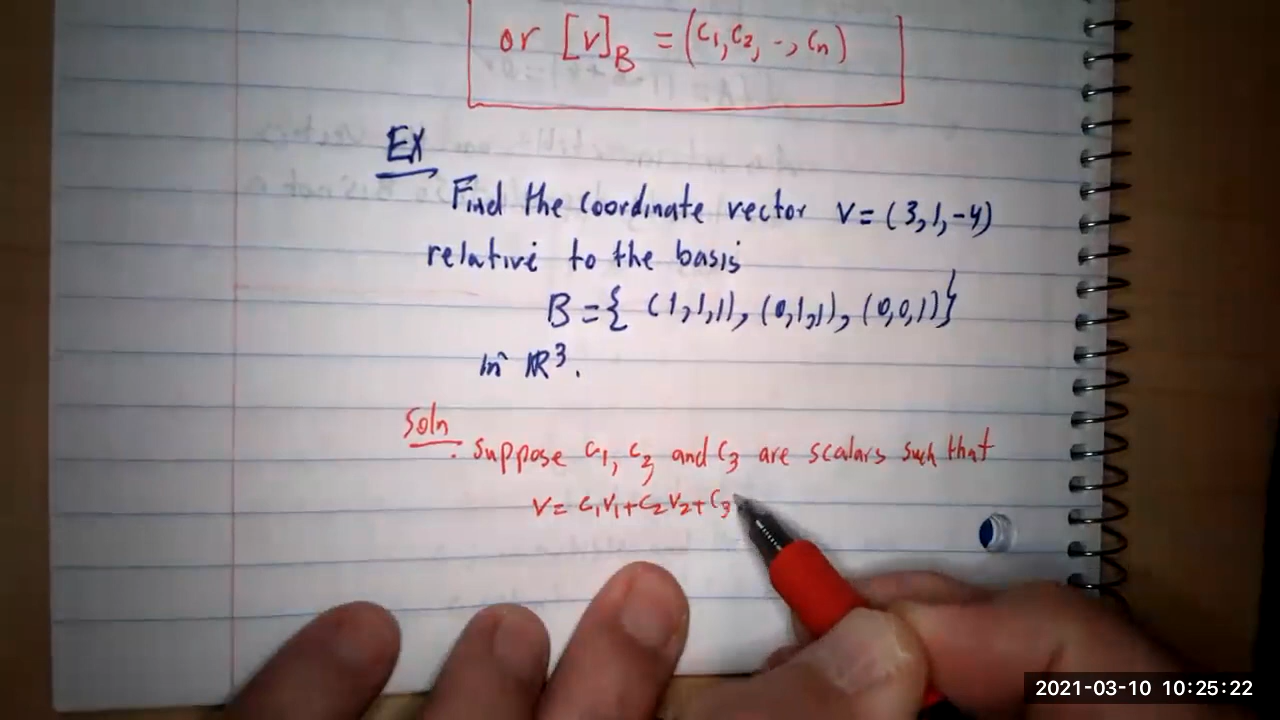 or [v]B = (c1, c2, -, cn)
EX
Find the coordinate vector v = (3, 1, -4)
relative to the basis
B = { (1,1,1), (0,1,1), (0,0,1)}
in ℝ³.
Soln: Suppose c1, c2, and c3 are scalars such that
v = c1v1+c2v2+c3
2021-03-10 10:25:22